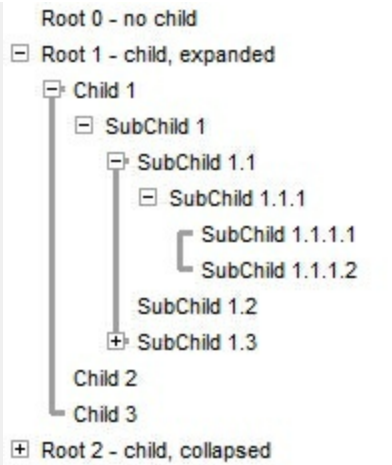 Root 0 - no child
Root 1 - child, expanded
Child 1
SubChild 1
SubChild 1.1
SubChild 1.1.1
SubChild 1.1.1.1
SubChild 1.1.1.2
SubChild 1.2
SubChild 1.3
Child 2
Child 3
Root 2 - child, collapsed